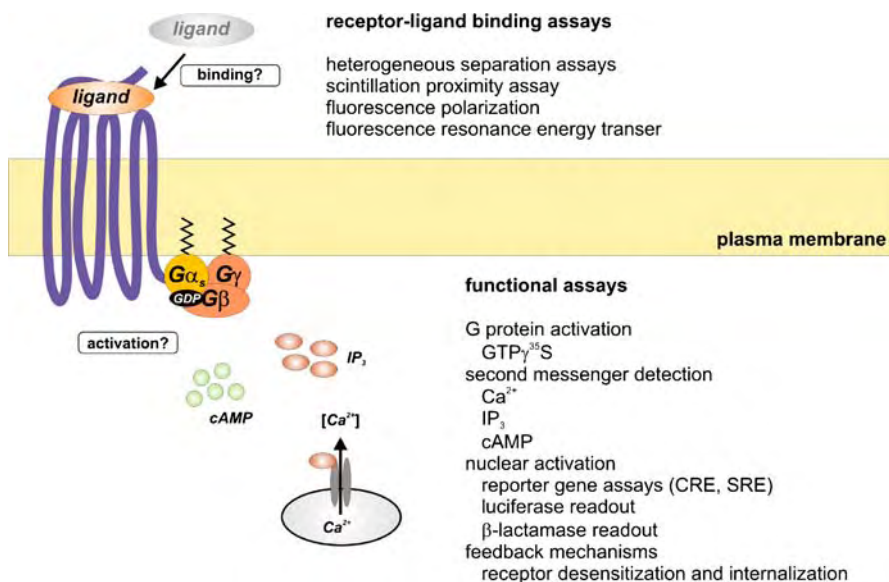 ligand
receptor-ligand binding assays
binding?
ligand
heterogeneous separation assays
scintillation proximity assay
fluorescence polarization
fluorescence resonance energy transer
plasma membrane
Gαₛ
Gγ
GDP
Gβ
activation?
IP₃
cAMP
[Ca²⁺]
Ca²⁺
functional assays
G protein activation
GTPγ³⁵S
second messenger detection
Ca²⁺
IP₃
cAMP
nuclear activation
reporter gene assays (CRE, SRE)
luciferase readout
β-lactamase readout
feedback mechanisms
receptor desensitization and internalization